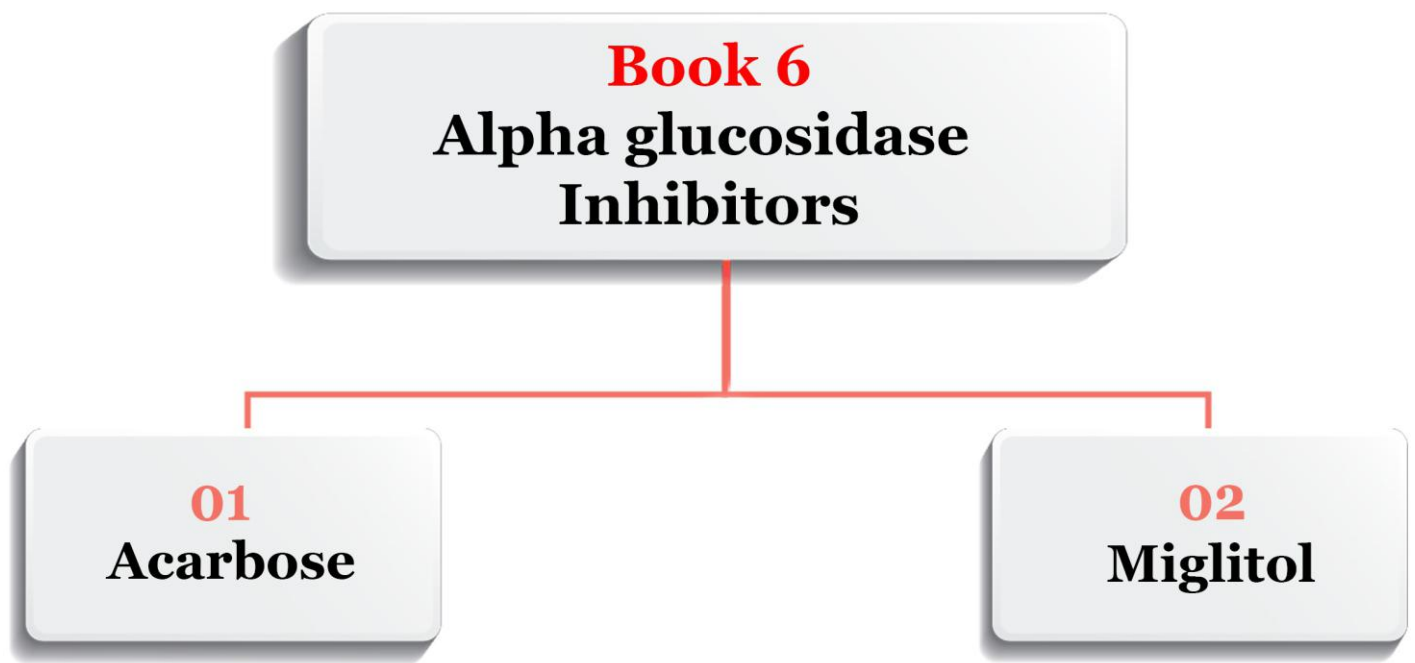 Book 6
Alpha glucosidase
Inhibitors
01
Acarbose
02
Miglitol